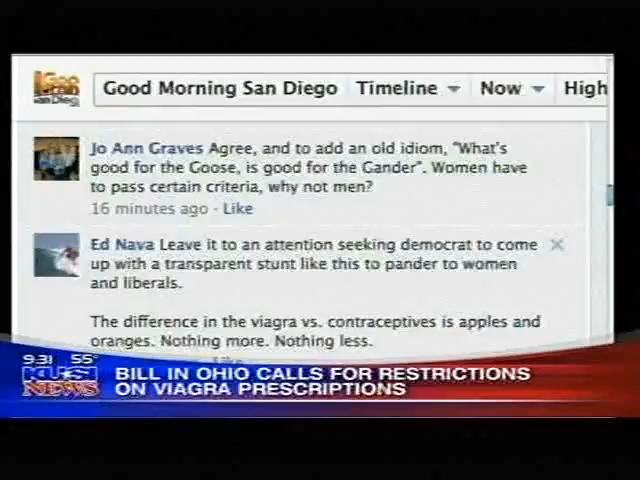 Good Morning San Diego Timeline Now High
Jo Ann Graves Agree, and to add an old idiom, "What's
good for the Goose, is good for the Gander". Women have
to pass certain criteria, why not men?
16 minutes ago · Like
Ed Nava Leave it to an attention seeking democrat to come
up with a transparent stunt like this to pander to women
and liberals.
The difference in the viagra vs. contraceptives is apples and
oranges. Nothing more. Nothing less.
9:31 55°
KUSI
NEWS
BILL IN OHIO CALLS FOR RESTRICTIONS
ON VIAGRA PRESCRIPTIONS